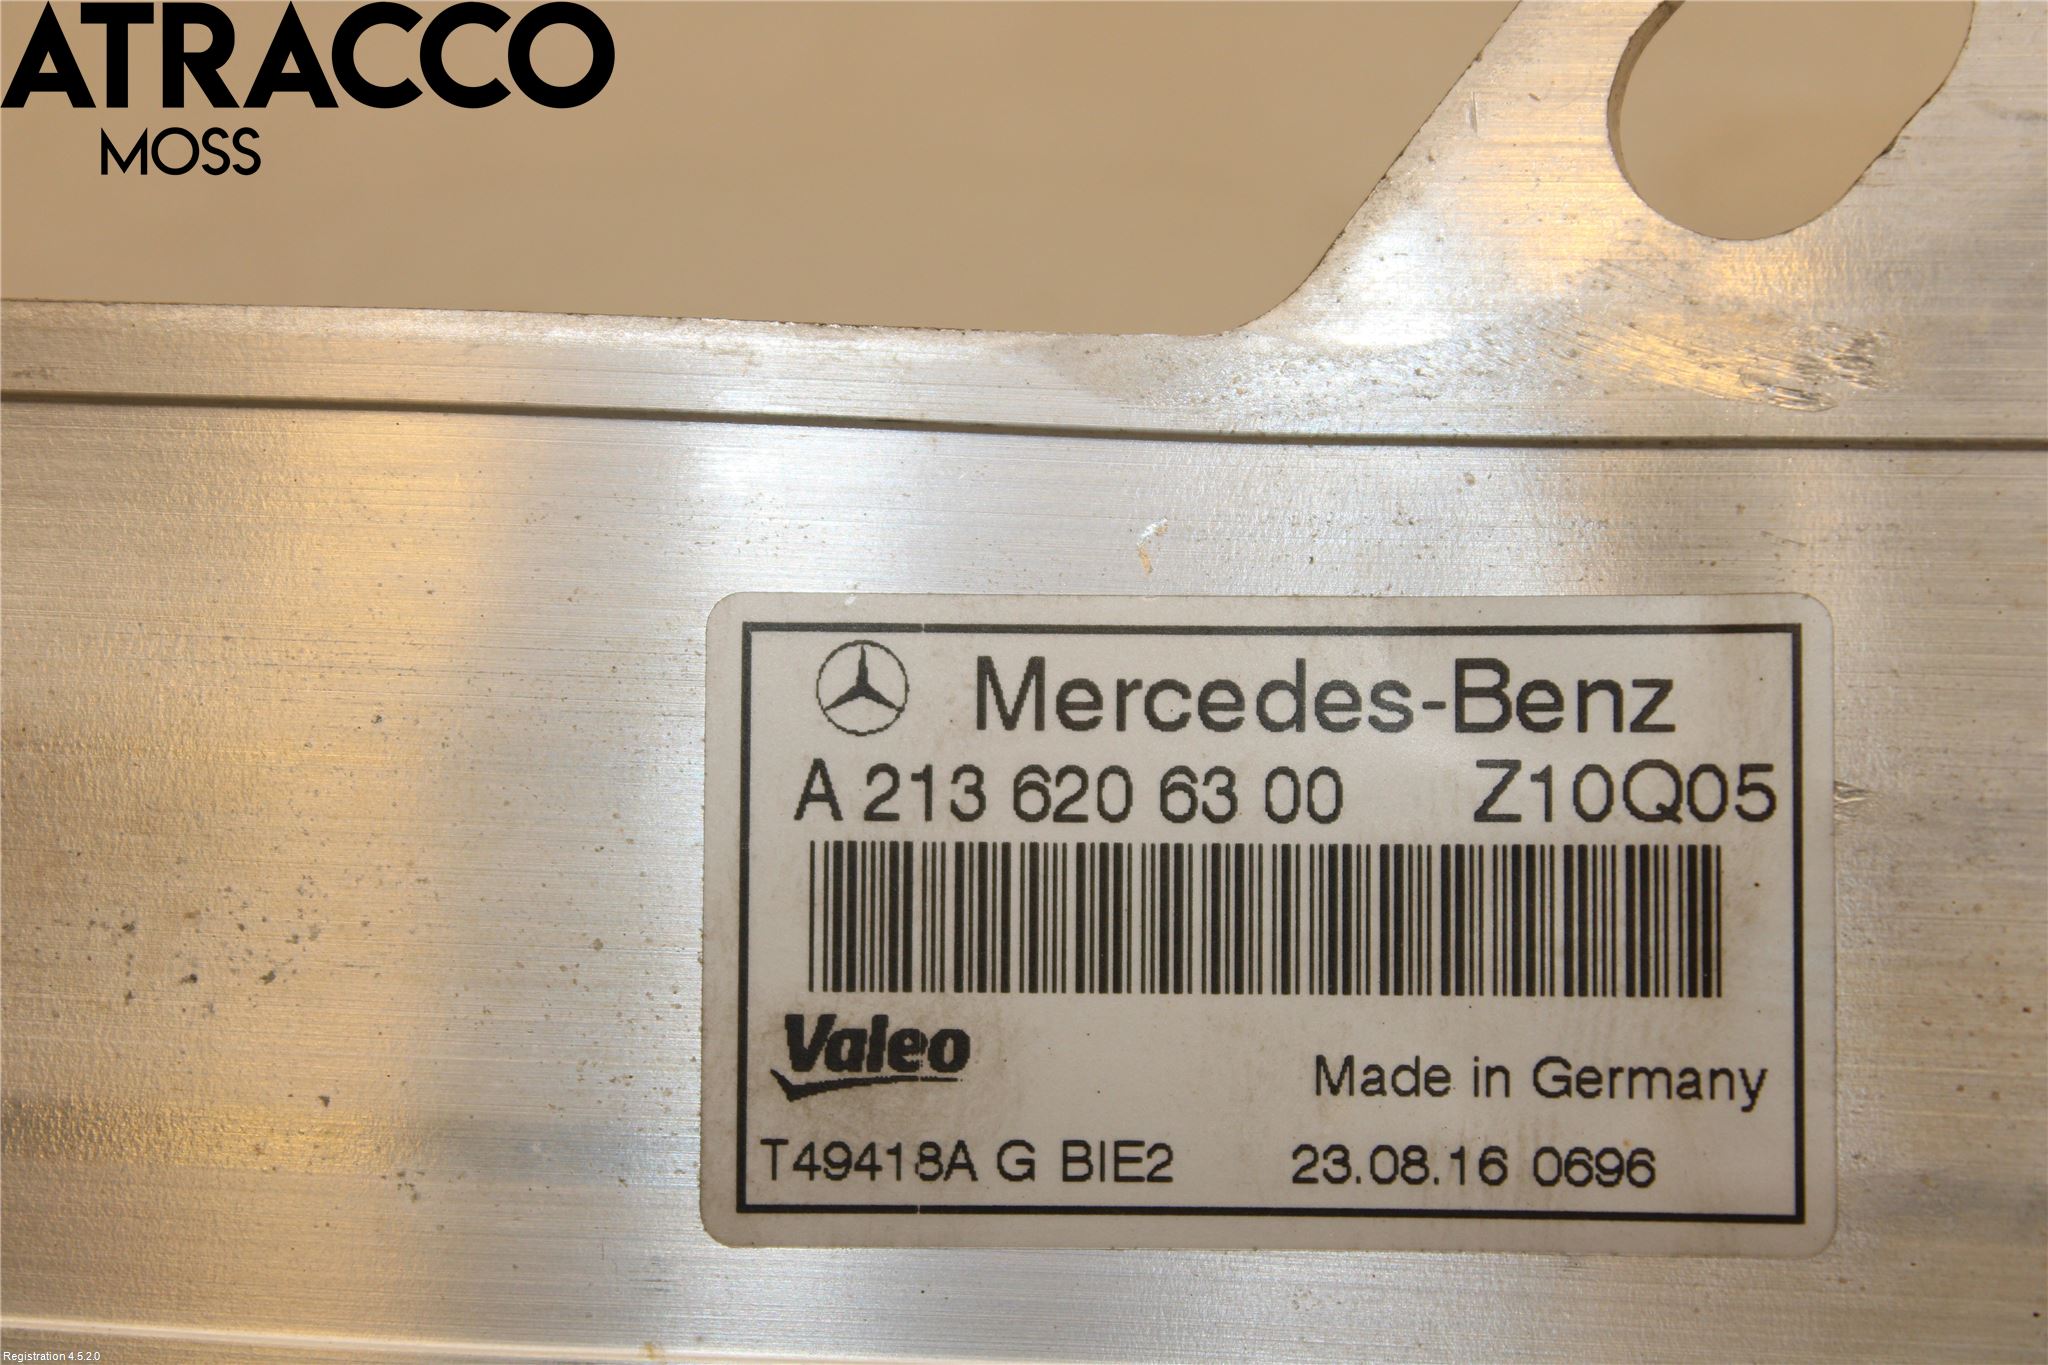 ATRACCO
MOSS
Mercedes-Benz
A 213 620 63 00 Z10Q05
Valeo
Made in Germany
T49418A G BIE2 23.08.16 0696
Registration 4.5.2.0